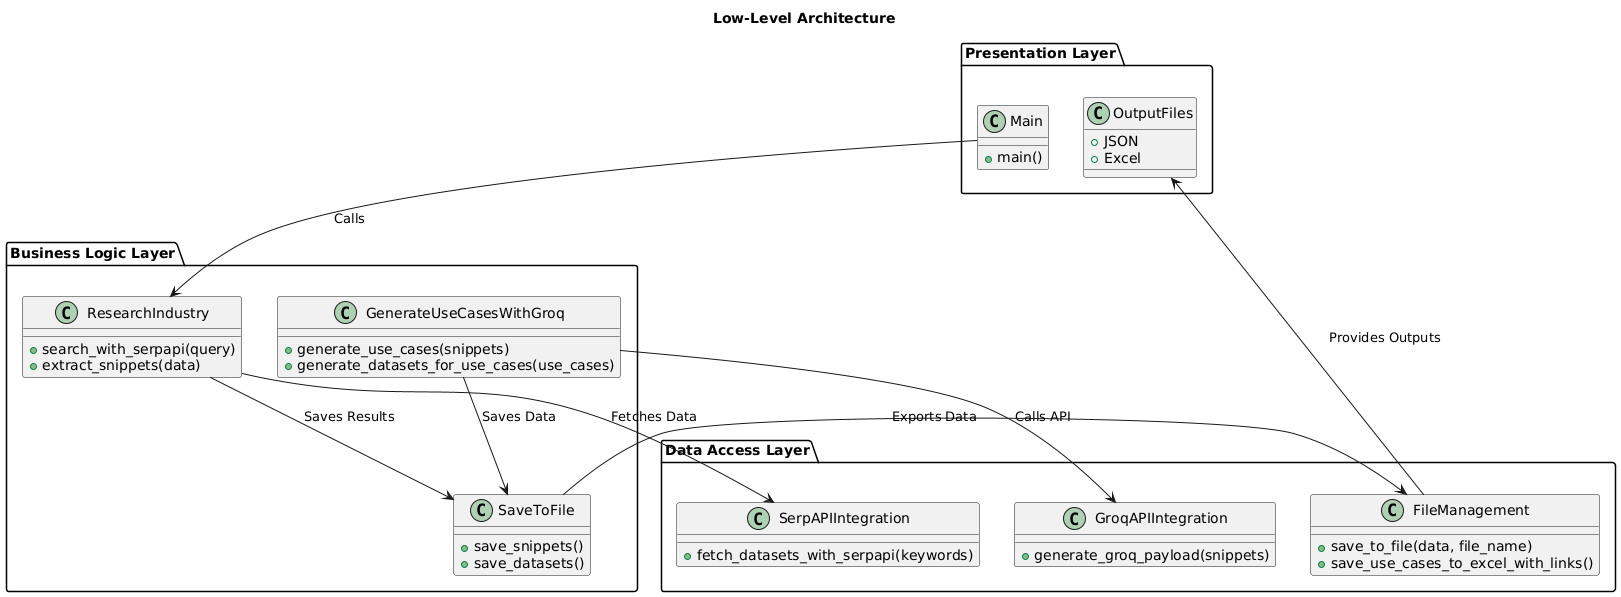 Low-Level Architecture
Presentation Layer
C Main
main()
C OutputFiles
JSON
Excel
Calls
Business Logic Layer
C ResearchIndustry
search_with_serpapi(query)
extract_snippets(data)
C GenerateUseCasesWithGroq
generate_use_cases(snippets)
generate_datasets_for_use_cases(use_cases)
Provides Outputs
Saves Results
Saves Data
Fetches Data
Exports Data
Calls API
C SaveToFile
save_snippets()
save_datasets()
Data Access Layer
C SerpAPIIntegration
fetch_datasets_with_serpapi(keywords)
C GroqAPIIntegration
generate_groq_payload(snippets)
C FileManagement
save_to_file(data, file_name)
save_use_cases_to_excel_with_links()